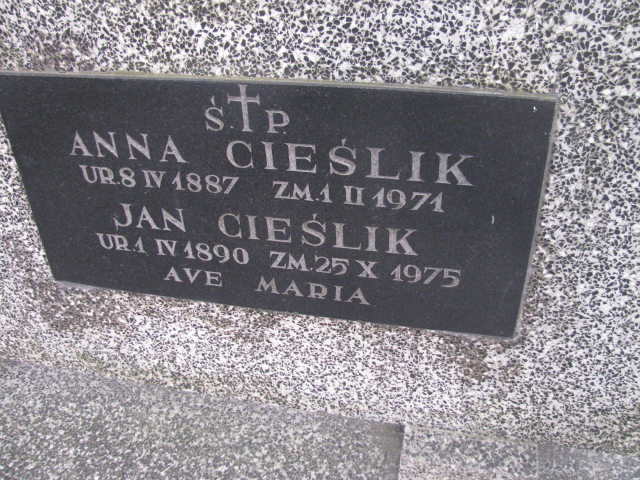 Ś.†P.
ANNA CIEŚLIK
UR.8 IV 1887 ZM.1 II 1971
JAN CIEŚLIK
UR.1 IV 1890 ZM.25 X 1975
AVE MARIA